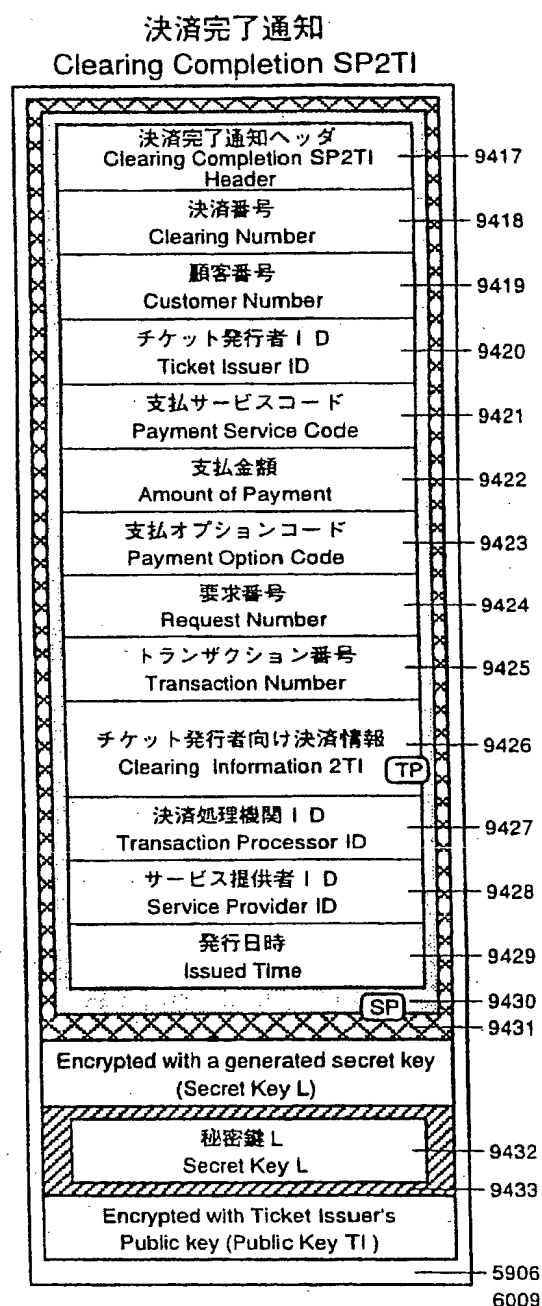 決済完了通知
Clearing Completion SP2TI
決済完了通知ヘッダ
Clearing Completion SP2TI
Header
9417
決済番号
Clearing Number
9418
顧客番号
Customer Number
9419
チケット発行者ID
Ticket Issuer ID
9420
支払サービスコード
Payment Service Code
9421
支払金額
Amount of Payment
9422
支払オプションコード
Payment Option Code
9423
要求番号
Request Number
9424
トランザクション番号
Transaction Number
9425
チケット発行者向け決済情報
Clearing Information 2TI
TP
9426
決済処理機関ID
Transaction Processor ID
9427
サービス提供者ID
Service Provider ID
9428
発行日時
Issued Time
9429
SP
9430
9431
Encrypted with a generated secret key
(Secret Key L)
秘密鍵L
Secret Key L
9432
9433
Encrypted with Ticket Issuer's
Public key (Public Key TI )
5906
6009